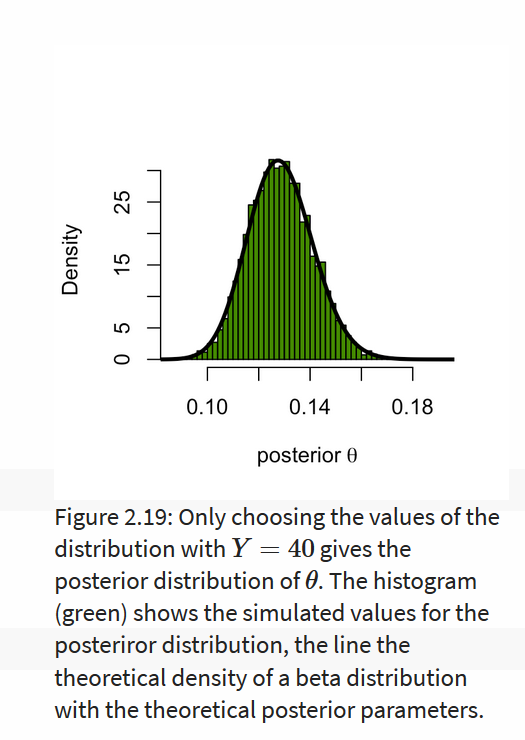 Density
25
15
5
0
0.10 0.14 0.18
posterior θ
Figure 2.19: Only choosing the values of the
distribution with Y = 40 gives the
posterior distribution of θ. The histogram
(green) shows the simulated values for the
posteriror distribution, the line the
theoretical density of a beta distribution
with the theoretical posterior parameters.